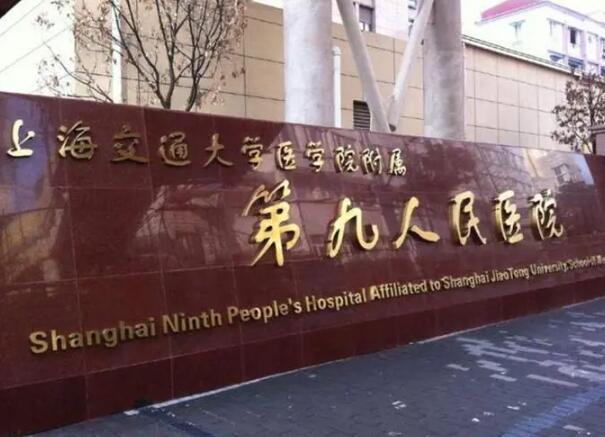 上海交通大学医学院附属
第九人民医院
Shanghai Ninth People's Hospital Affiliated to Shanghai JiaoTong University, School of